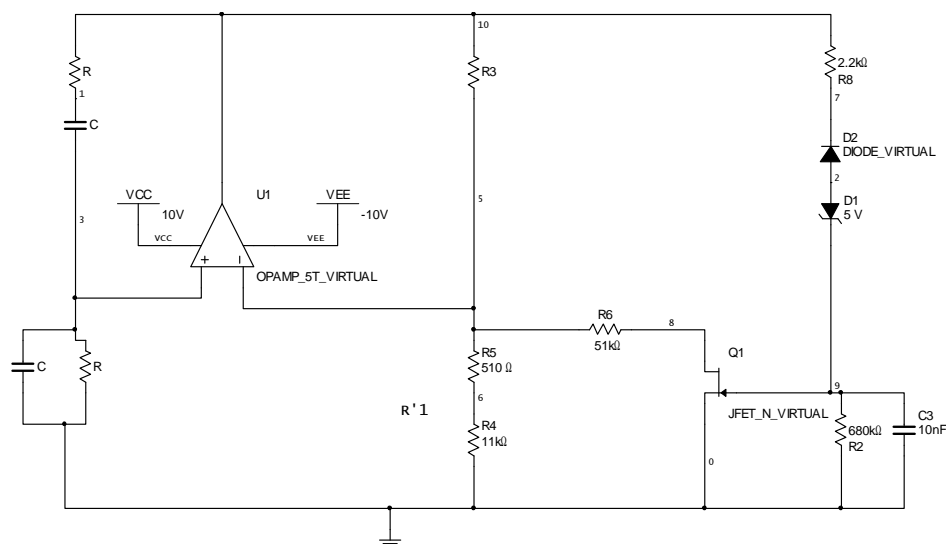 10
R
1
C
R3
2.2kΩ
R8
7
D2
DIODE_VIRTUAL
2
D1
5 V
U1
VCC
10V
VEE
-10V
VCC
VEE
3
5
+
-
OPAMP_5T_VIRTUAL
R6
51kΩ
8
Q1
JFET_N_VIRTUAL
9
C
R
R5
510 Ω
6
R4
11kΩ
R'1
0
680kΩ
R2
C3
10nF